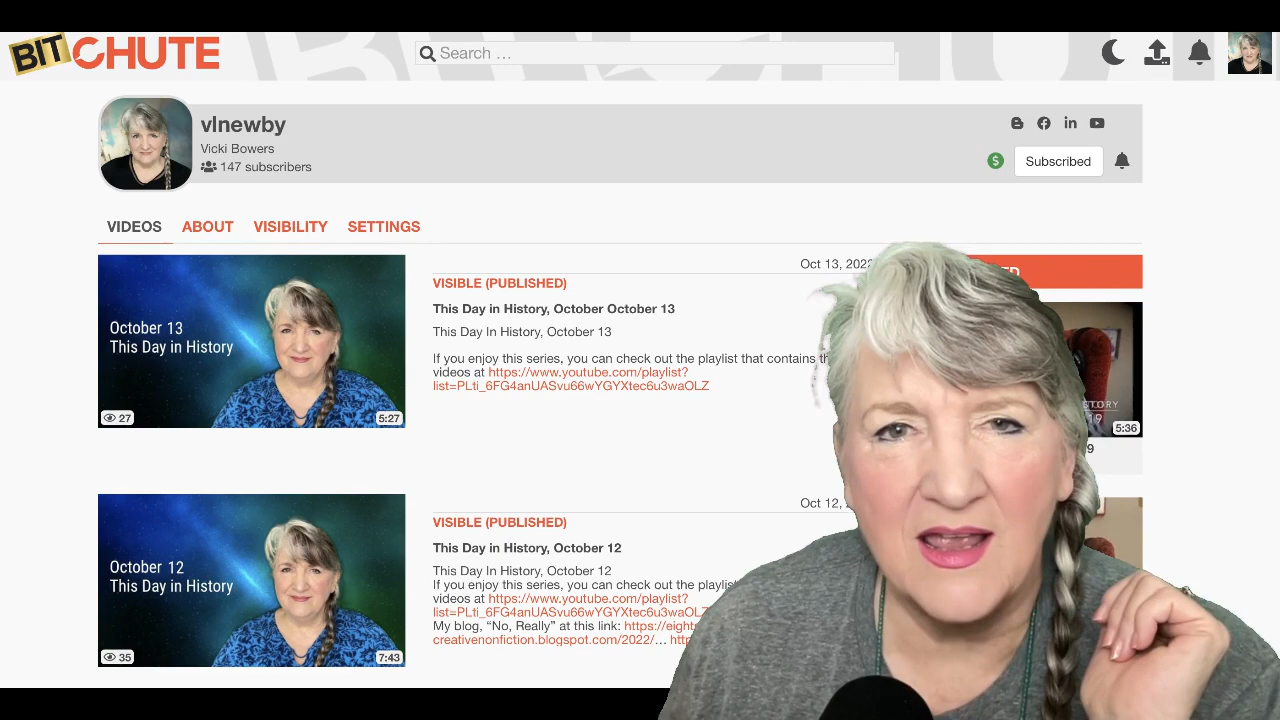 BITCHUTE
Search …
vlnewby
Vicki Bowers
147 subscribers
Subscribed
VIDEOS ABOUT VISIBILITY SETTINGS
October 13
This Day in History
27
5:27
Oct 13, 2022
VISIBLE (PUBLISHED)
This Day in History, October October 13
This Day In History, October 13
If you enjoy this series, you can check out the playlist that contains
videos at https://www.youtube.com/playlist?
list=PLti_6FG4anUASvu66wYGYXtec6u3waOLZ
5:36
October 12
This Day in History
35
7:43
Oct 12,
VISIBLE (PUBLISHED)
This Day in History, October 12
This Day In History, October 12
If you enjoy this series, you can check out the playlist
videos at https://www.youtube.com/playlist?
list=PLti_6FG4anUASvu66wYGYXtec6u3waOLZ
My blog, “No, Really” at this link:
creativenonfiction.blogspot.com/2022/…